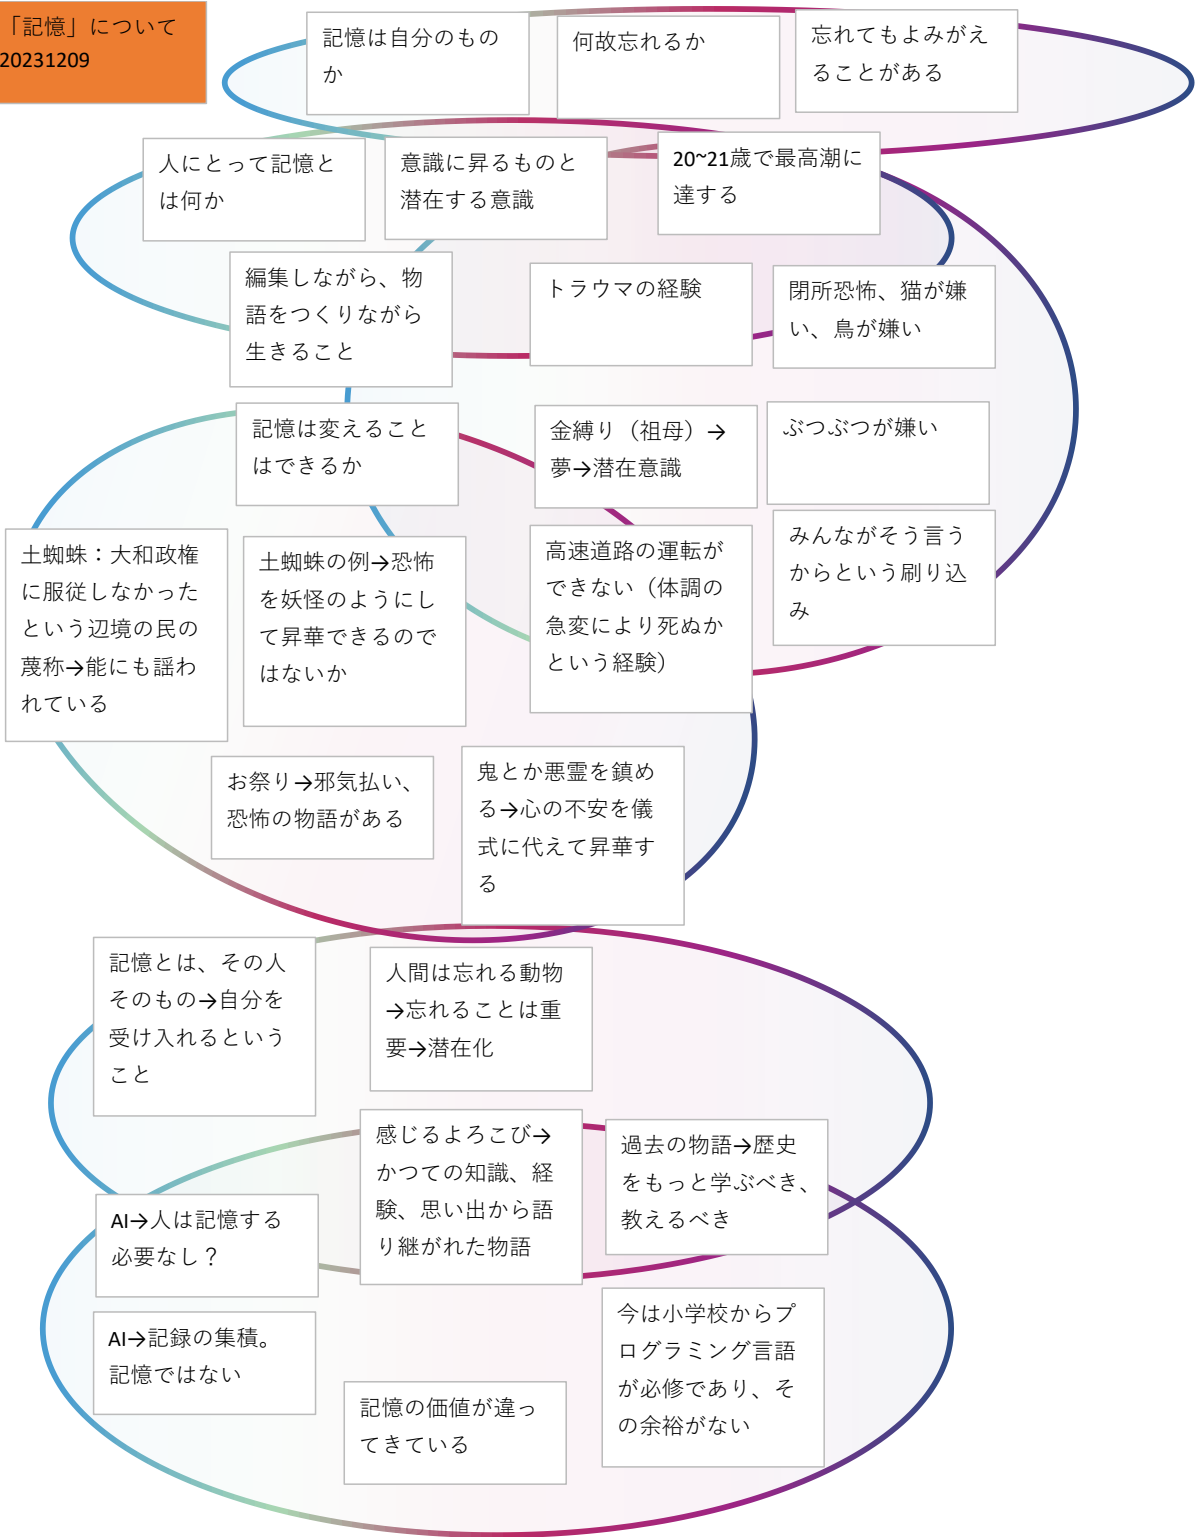 「記憶」について
20231209
記憶は自分のもの
か
何故忘れるか
忘れてもよみがえ
ることがある
人にとって記憶と
は何か
意識に昇るものと
潜在する意識
20~21歳で最高潮に
達する
編集しながら、物
語をつくりながら
生きること
トラウマの経験
閉所恐怖、猫が嫌
い、鳥が嫌い
記憶は変えること
はできるか
金縛り（祖母）→
夢→潜在意識
ぶつぶつが嫌い
土蜘蛛：大和政権
に服従しなかった
という辺境の民の
蔑称→能にも謡わ
れている
土蜘蛛の例→恐怖
を妖怪のようにし
て昇華できるので
はないか
高速道路の運転が
できない（体調の
急変により死ぬか
という経験）
みんながそう言う
からという刷り込
み
お祭り→邪気払い、
恐怖の物語がある
鬼とか悪霊を鎮め
る→心の不安を儀
式に代えて昇華す
る
記憶とは、その人
そのもの→自分を
受け入れるという
こと
人間は忘れる動物
→忘れることは重
要→潜在化
感じるよろこび→
かつての知識、経
験、思い出から語
り継がれた物語
過去の物語→歴史
をもっと学ぶべき、
教えるべき
AI→人は記憶する
必要なし？
AI→記録の集積。
記憶ではない
記憶の価値が違っ
てきている
今は小学校からプ
ログラミング言語
が必修であり、そ
の余裕がない